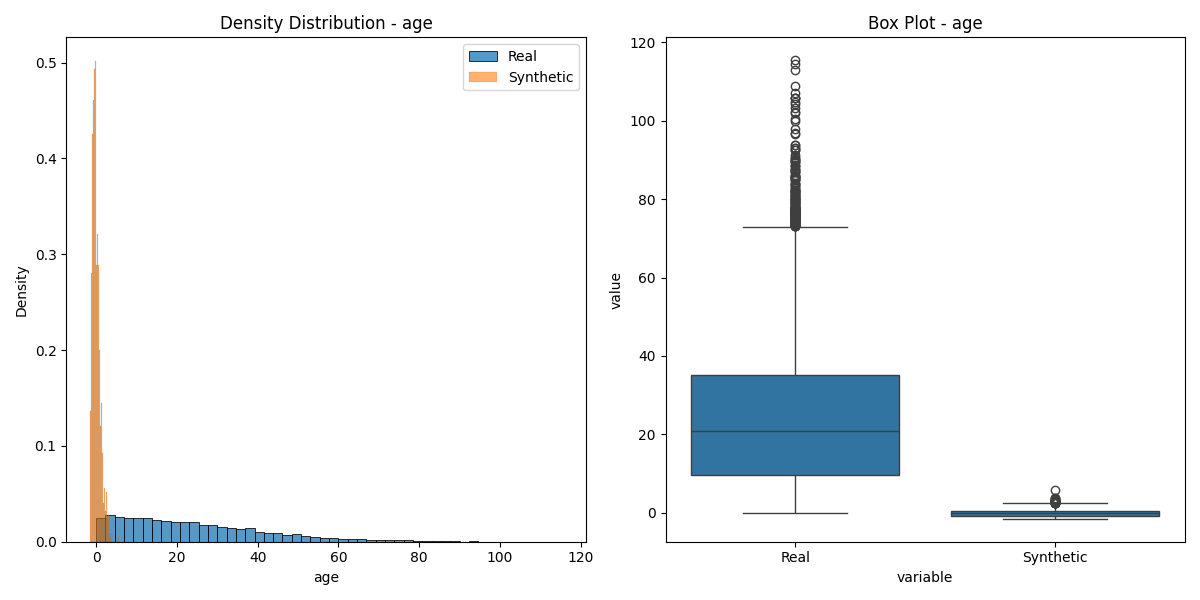 Density Distribution - age
Density
0.5
0.4
0.3
0.2
0.1
0.0
0 20 40 60 80 100 120
age
Real
Synthetic
Box Plot - age
value
120
100
80
60
40
20
0
Real Synthetic
variable